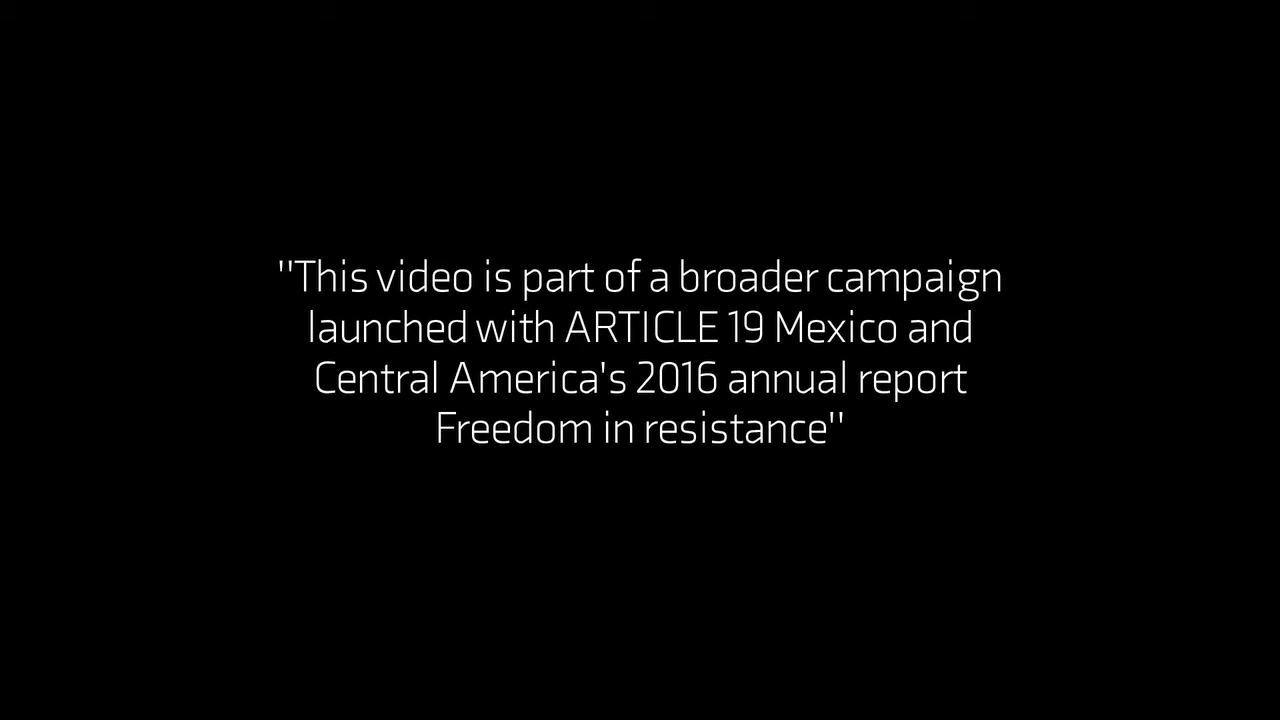 "This video is part of a broader campaign
launched with ARTICLE 19 Mexico and
Central America's 2016 annual report
Freedom in resistance"